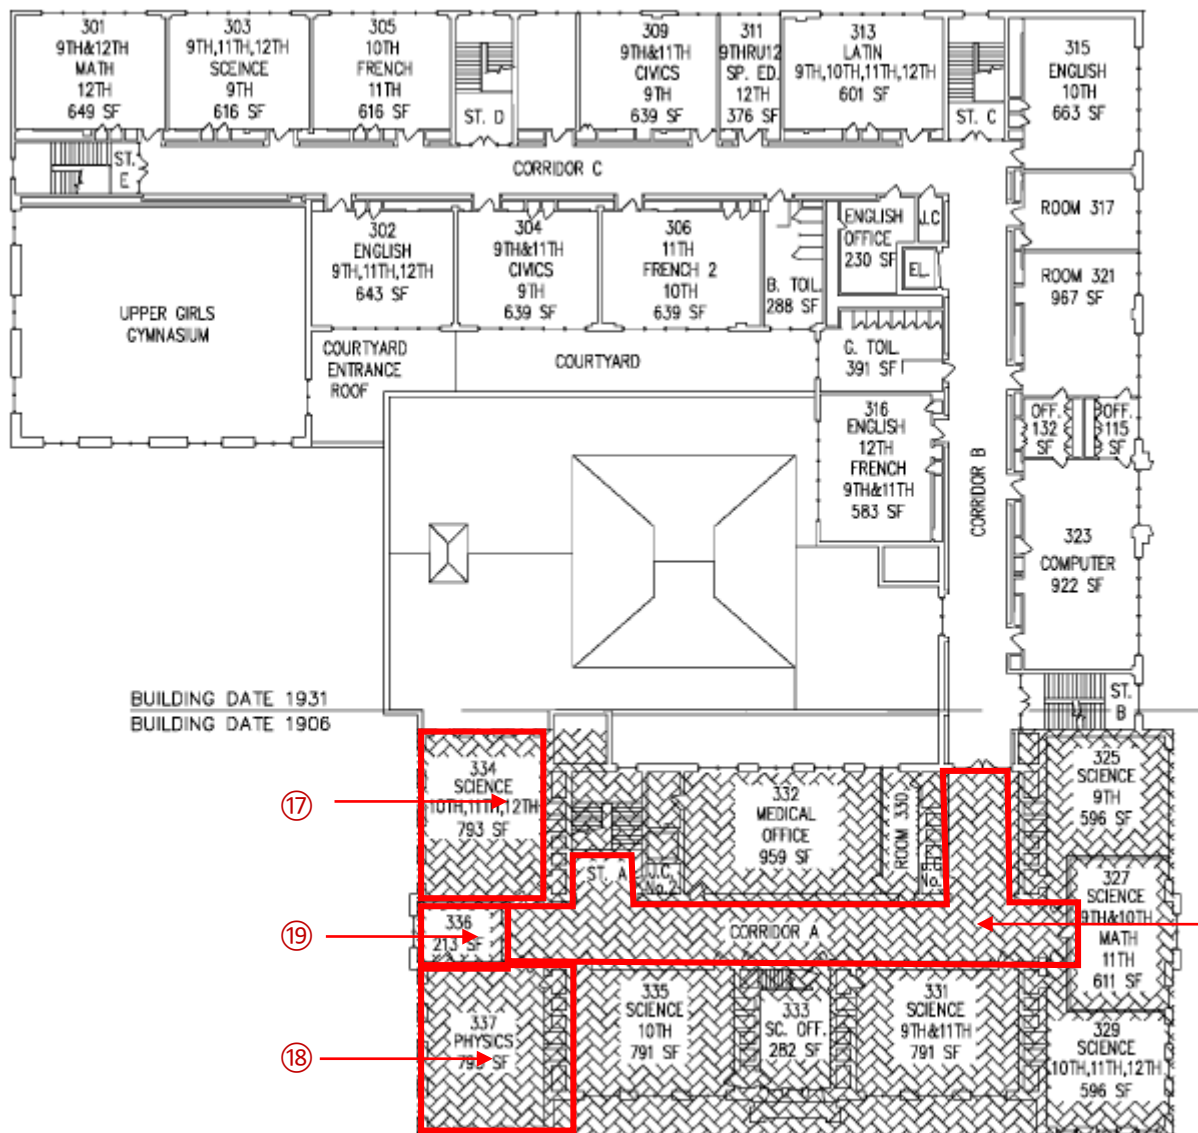 301
9TH&12TH
MATH
12TH
649 SF
303
9TH,11TH,12TH
SCEINCE
9TH
616 SF
305
10TH
FRENCH
11TH
616 SF
ST. D
309
9TH&11TH
CIVICS
9TH
639 SF
311
9THRU12
SP. ED.
12TH
376 SF
313
LATIN
9TH,10TH,11TH,12TH
601 SF
ST. C
315
ENGLISH
10TH
663 SF
ST.
E
CORRIDOR C
ROOM 317
302
ENGLISH
9TH,11TH,12TH
643 SF
304
9TH&11TH
CIVICS
9TH
639 SF
306
11TH
FRENCH 2
10TH
639 SF
B. TOIL.
288 SF
ENGLISH
OFFICE
230 SF
J.C.
EL.
ROOM 321
967 SF
UPPER GIRLS
GYMNASIUM
COURTYARD
ENTRANCE
ROOF
COURTYARD
G. TOIL.
391 SF
316
ENGLISH
12TH
FRENCH
9TH&11TH
583 SF
OFF.
132
SF
OFF.
115
SF
CORRIDOR B
323
COMPUTER
922 SF
BUILDING DATE 1931
BUILDING DATE 1906
ST.
B
334
SCIENCE
10TH,11TH,12TH
793 SF
⑰
332
MEDICAL
OFFICE
959 SF
ROOM 330
325
SCIENCE
9TH
596 SF
ST. A
J.C.
No.2
327
SCIENCE
9TH&10TH
MATH
11TH
611 SF
336
213 SF
⑲
CORRIDOR A
337
PHYSICS
⑱
335
SCIENCE
10TH
791 SF
333
SC. OFF.
282 SF
331
SCIENCE
9TH&11TH
791 SF
329
SCIENCE
10TH,11TH,12TH
596 SF